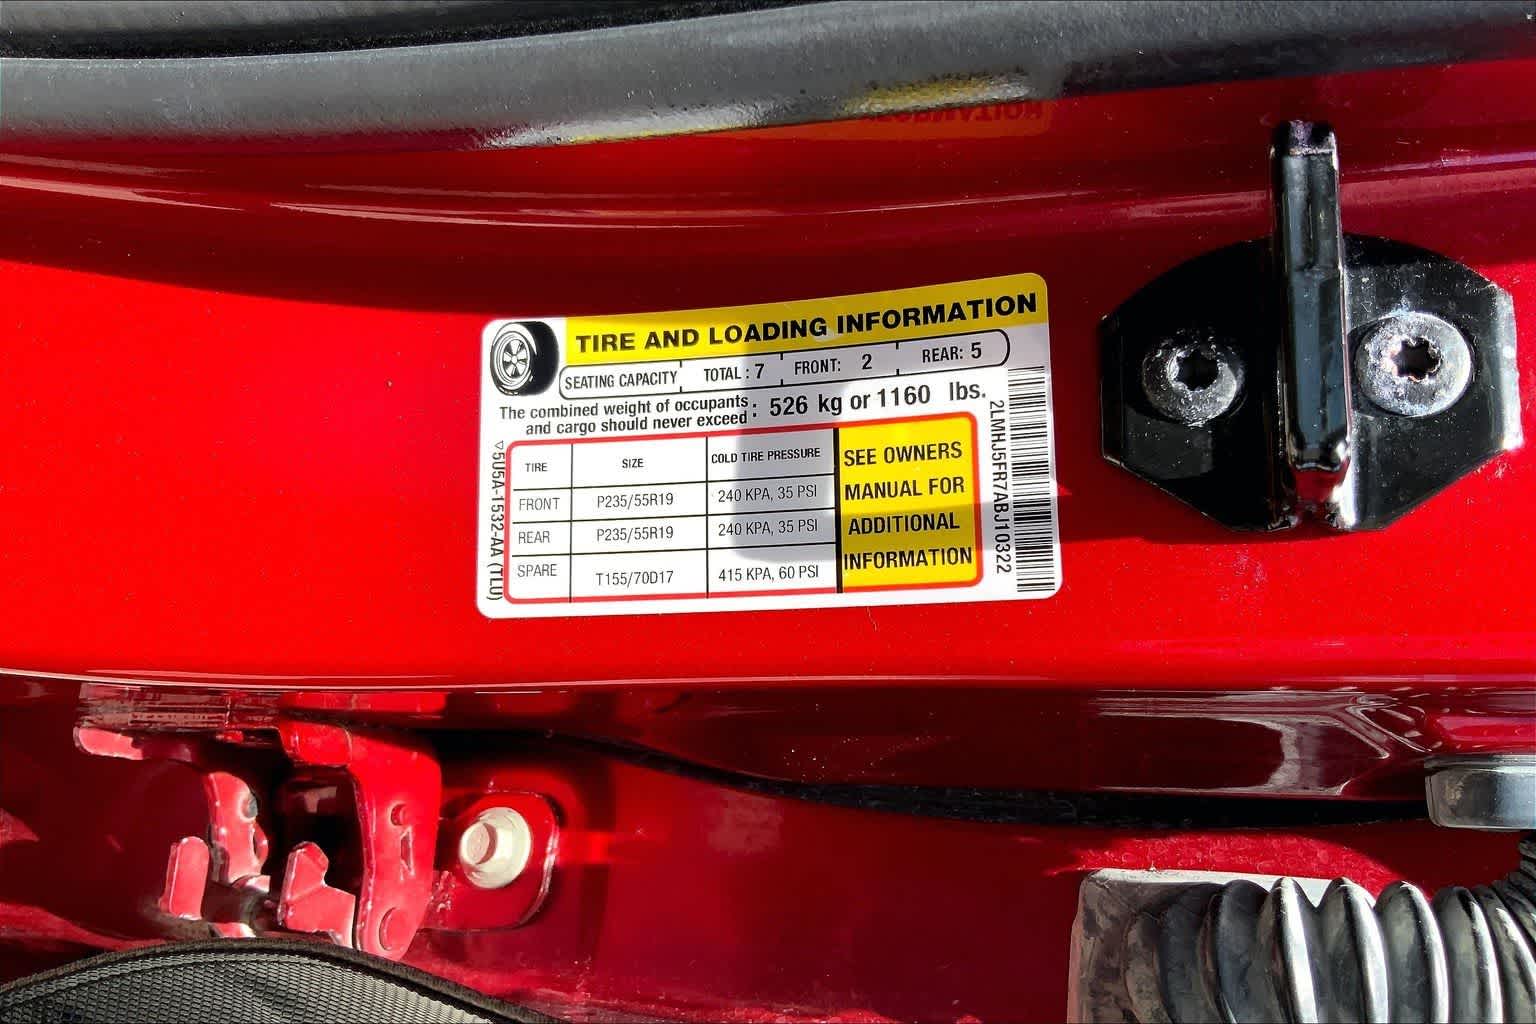 TIRE AND LOADING INFORMATION
SEATING CAPACITY TOTAL : 7 FRONT: 2 REAR: 5
The combined weight of occupants
and cargo should never exceed : 526 kg or 1160 lbs.
TIRE SIZE COLD TIRE PRESSURE
FRONT P235/55R19 240 KPA, 35 PSI
REAR P235/55R19 240 KPA, 35 PSI
SPARE T155/70D17 415 KPA, 60 PSI
SEE OWNERS
MANUAL FOR
ADDITIONAL
INFORMATION
▽5U5A-1532-AA (TLU)
2LMHJ5FR7ABJ10322